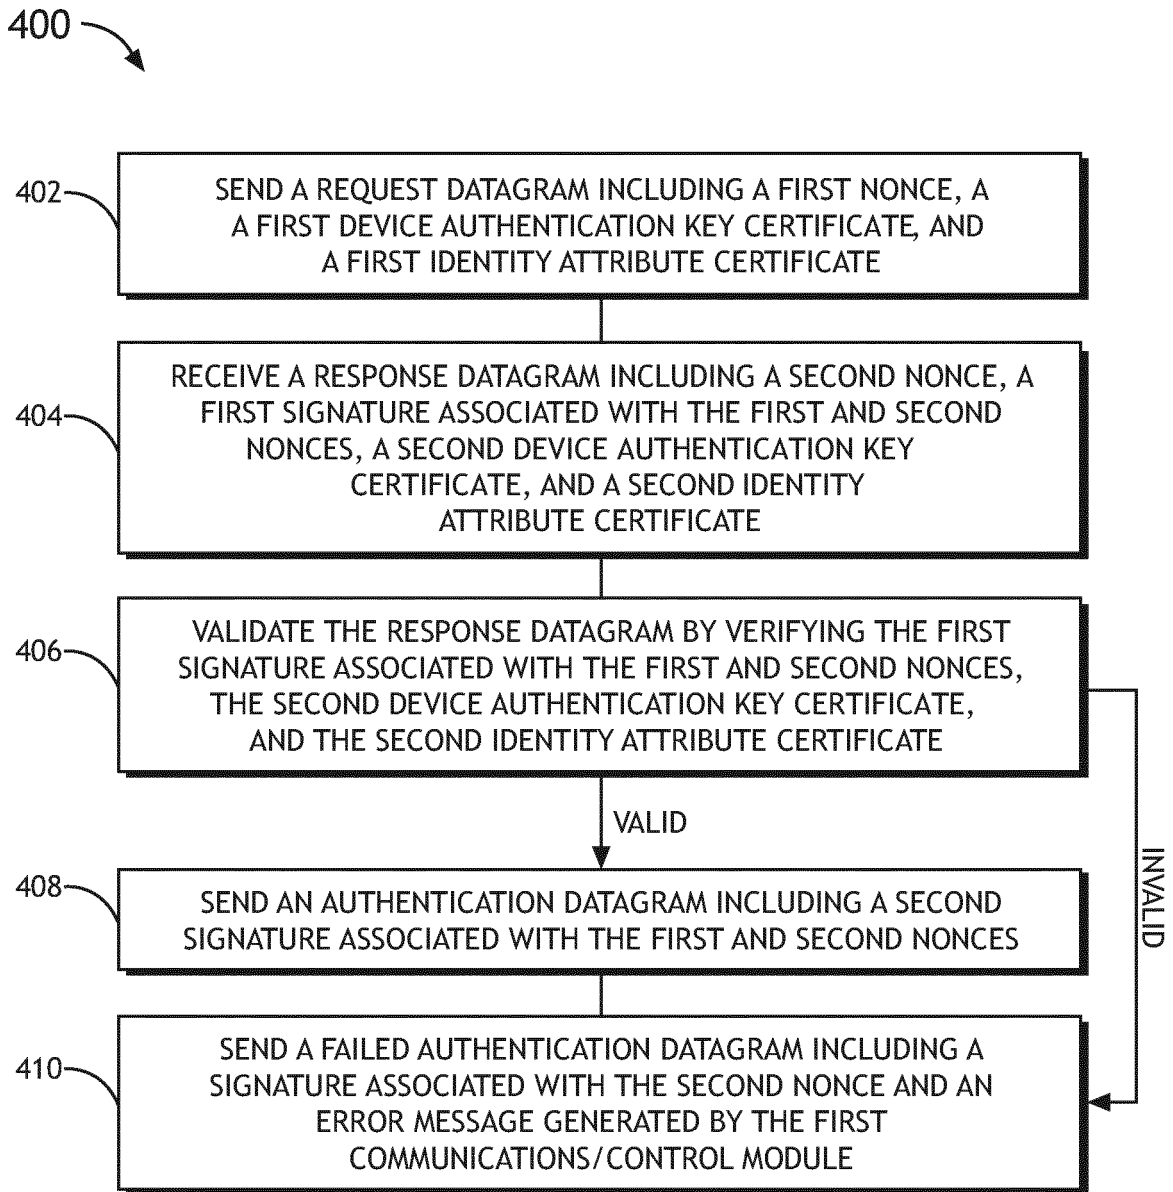 400
402
SEND A REQUEST DATAGRAM INCLUDING A FIRST NONCE, A
A FIRST DEVICE AUTHENTICATION KEY CERTIFICATE, AND
A FIRST IDENTITY ATTRIBUTE CERTIFICATE
404
RECEIVE A RESPONSE DATAGRAM INCLUDING A SECOND NONCE, A
FIRST SIGNATURE ASSOCIATED WITH THE FIRST AND SECOND
NONCES, A SECOND DEVICE AUTHENTICATION KEY
CERTIFICATE, AND A SECOND IDENTITY
ATTRIBUTE CERTIFICATE
406
VALIDATE THE RESPONSE DATAGRAM BY VERIFYING THE FIRST
SIGNATURE ASSOCIATED WITH THE FIRST AND SECOND NONCES,
THE SECOND DEVICE AUTHENTICATION KEY CERTIFICATE,
AND THE SECOND IDENTITY ATTRIBUTE CERTIFICATE
VALID
INVALID
408
SEND AN AUTHENTICATION DATAGRAM INCLUDING A SECOND
SIGNATURE ASSOCIATED WITH THE FIRST AND SECOND NONCES
410
SEND A FAILED AUTHENTICATION DATAGRAM INCLUDING A
SIGNATURE ASSOCIATED WITH THE SECOND NONCE AND AN
ERROR MESSAGE GENERATED BY THE FIRST
COMMUNICATIONS/CONTROL MODULE